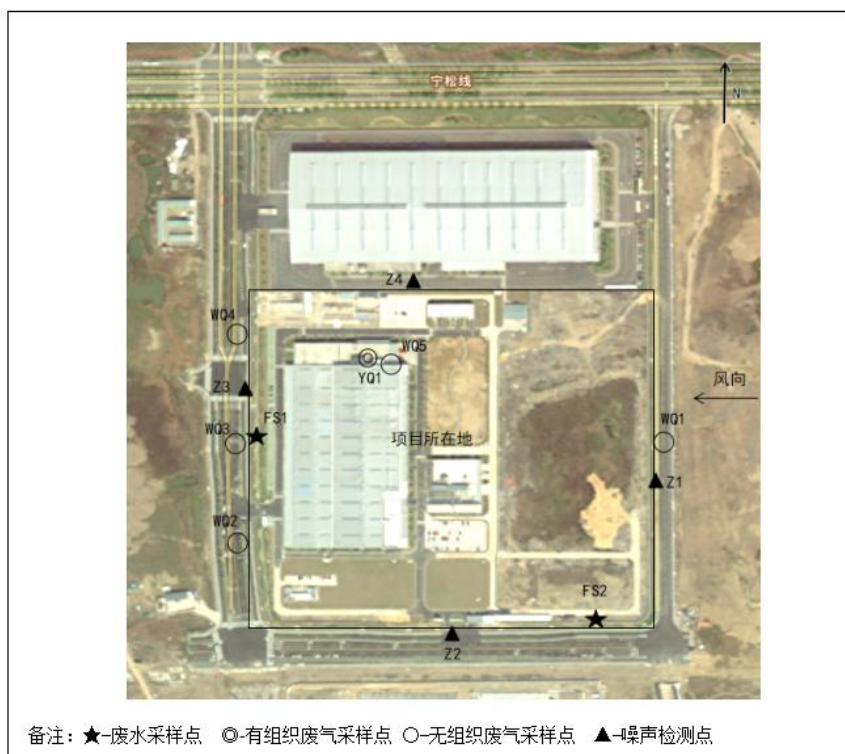 宁松线
N
Z4
WQ4
WQ5
YQ1
风向
Z3
FS1
WQ3
项目所在地
WQ1
Z1
WQ2
FS2
Z2
备注：★-废水采样点 ◎-有组织废气采样点 ○-无组织废气采样点 ▲-噪声检测点